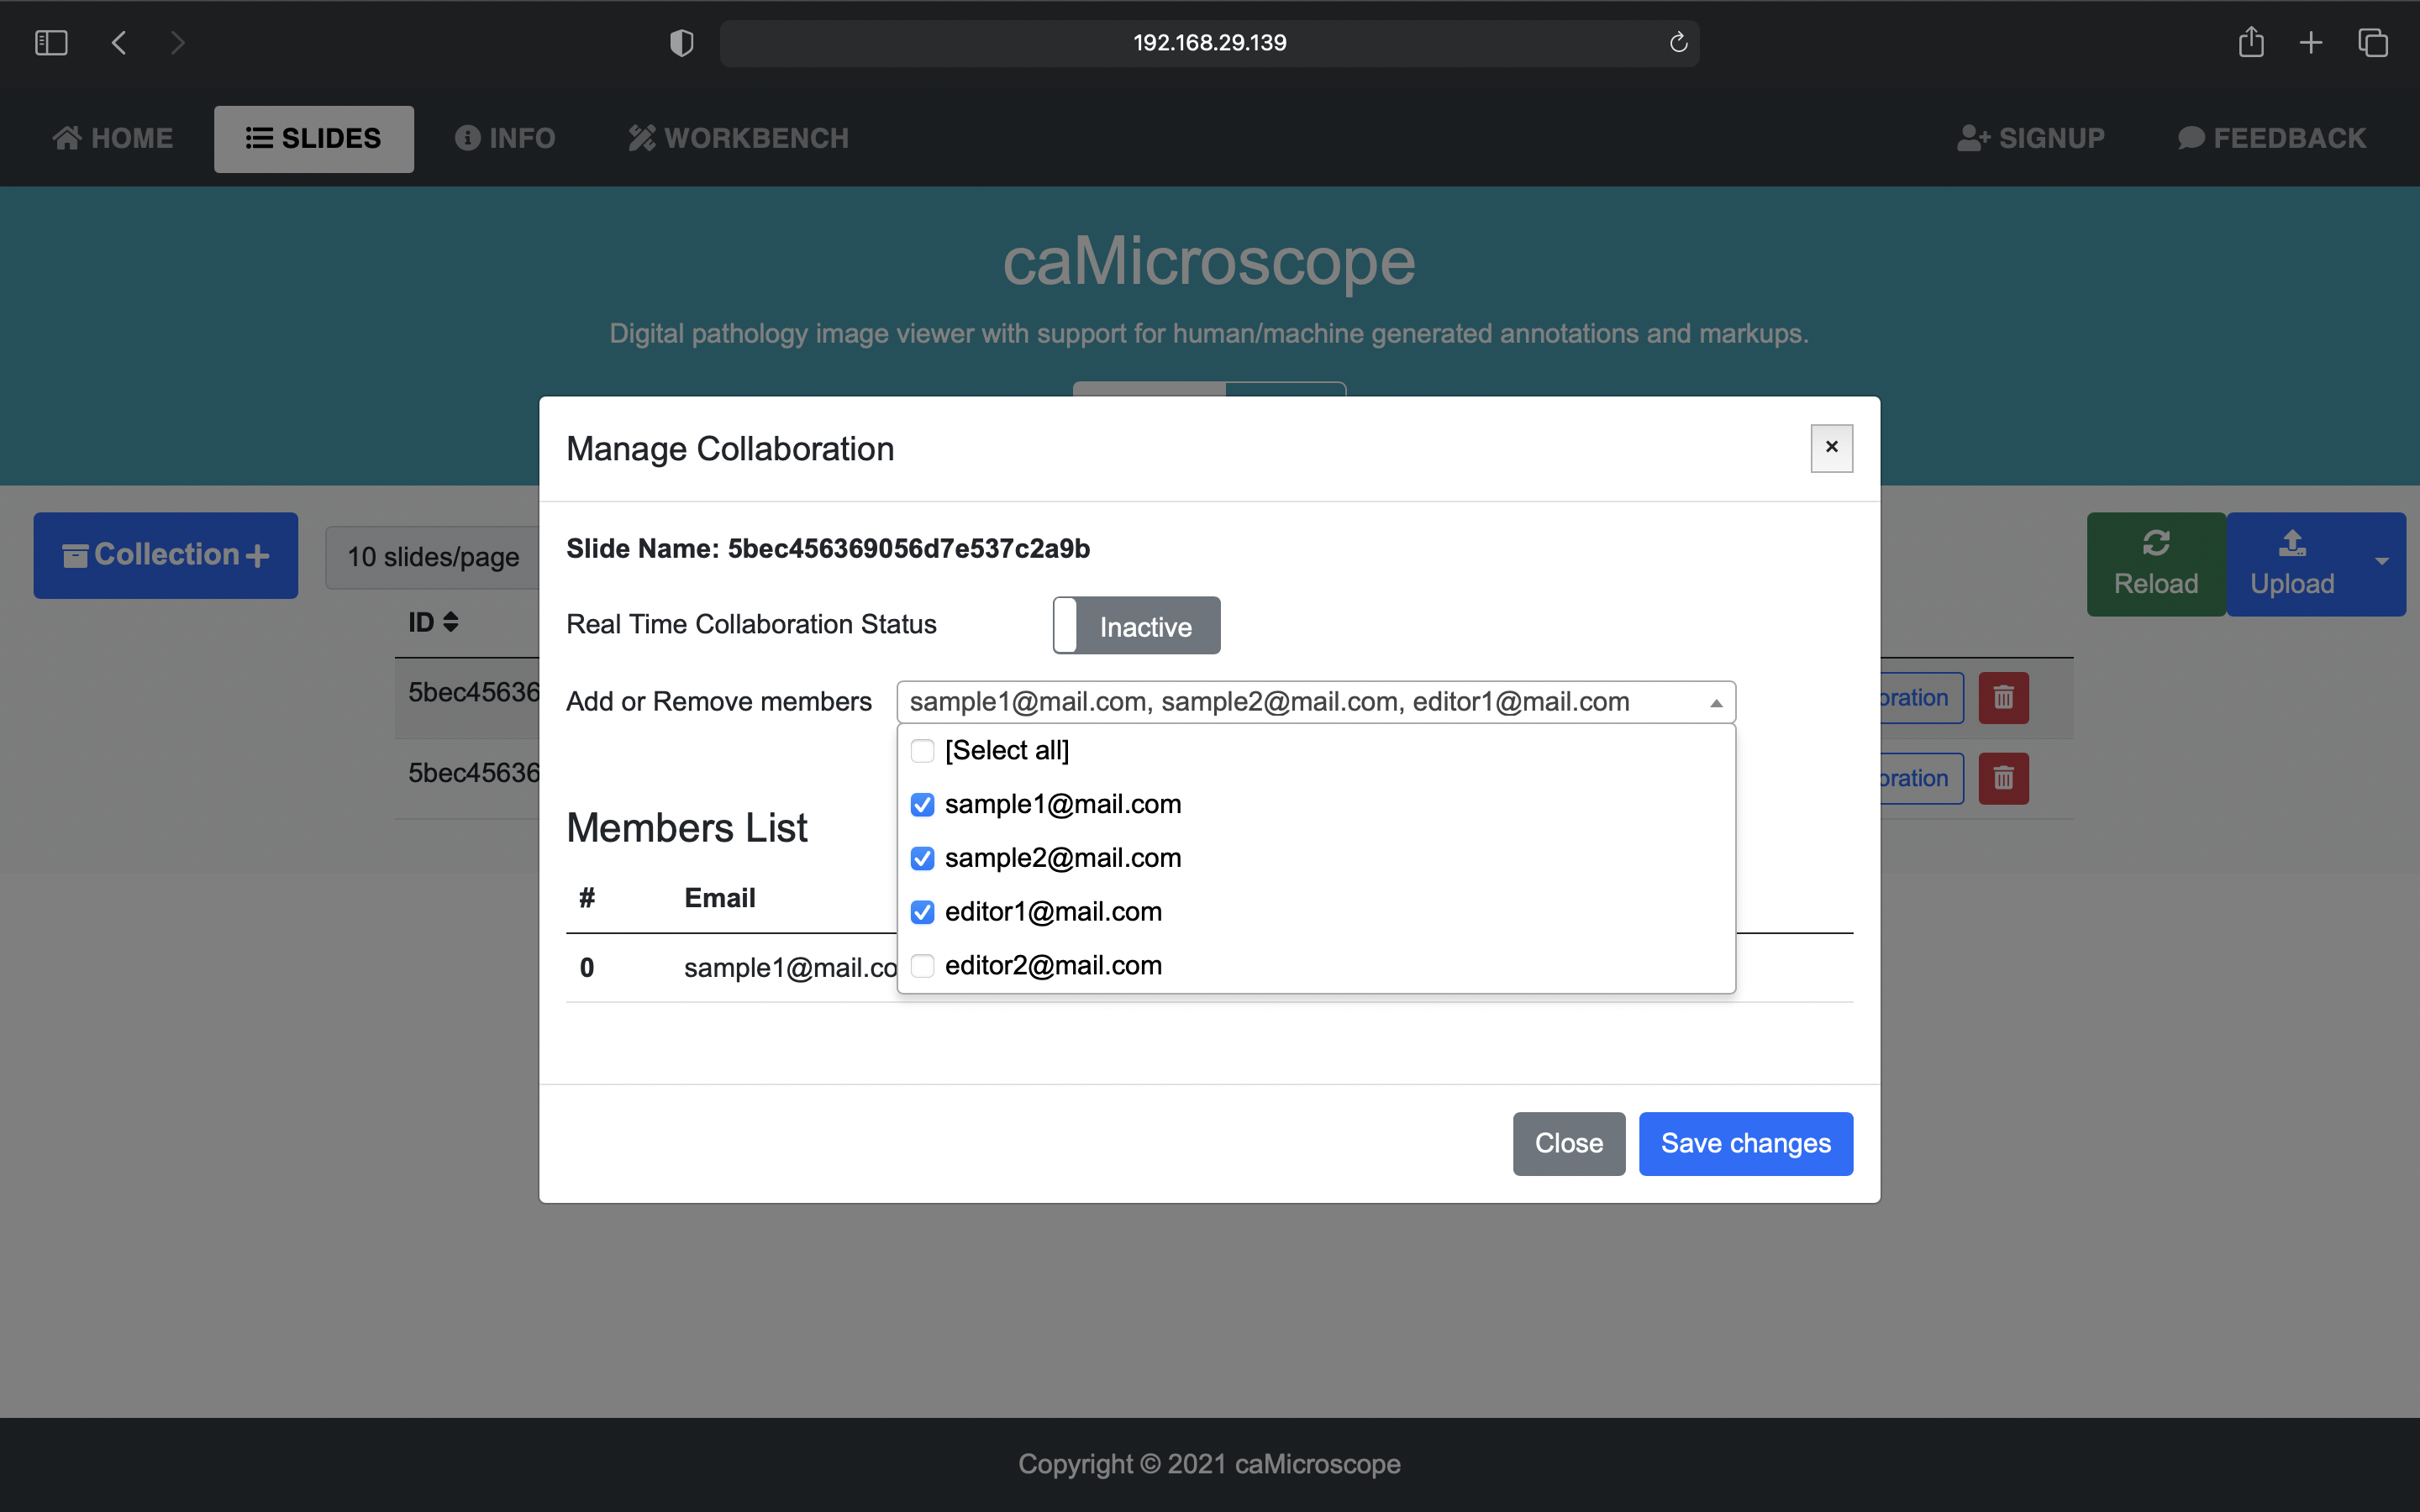 192.168.29.139
HOME SLIDES INFO WORKBENCH SIGNUP FEEDBACK
caMicroscope
Digital pathology image viewer with support for human/machine generated annotations and markups.
Manage Collaboration ×
Slide Name: 5bec456369056d7e537c2a9b
Collection 10 slides/page Reload Upload
ID
Real Time Collaboration Status Inactive
5bec45636 oration
Add or Remove members sample1@mail.com, sample2@mail.com, editor1@mail.com
[Select all]
5bec45636 oration
sample1@mail.com
Members List
sample2@mail.com
# Email
editor1@mail.com
0 sample1@mail.co
editor2@mail.com
Close Save changes
Copyright © 2021 caMicroscope